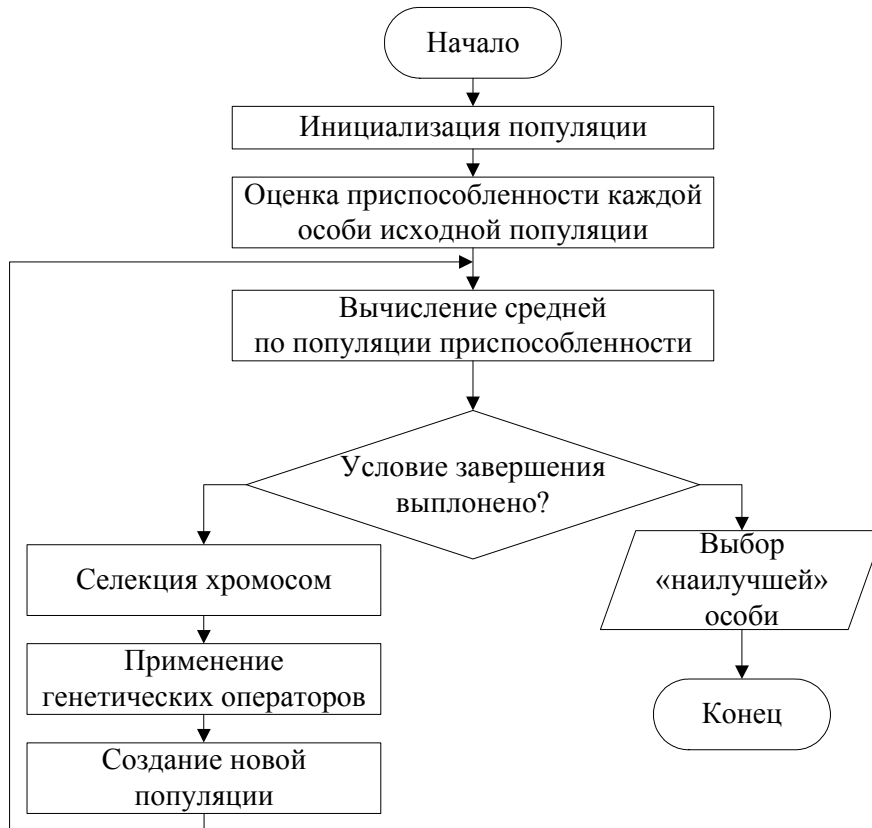 Начало
Инициализация популяции
Оценка приспособленности каждой
особи исходной популяции
Вычисление средней
по популяции приспособленности
Условие завершения
выплонено?
Селекция хромосом
Применение
генетических операторов
Создание новой
популяции
Выбор
«наилучшей»
особи
Конец